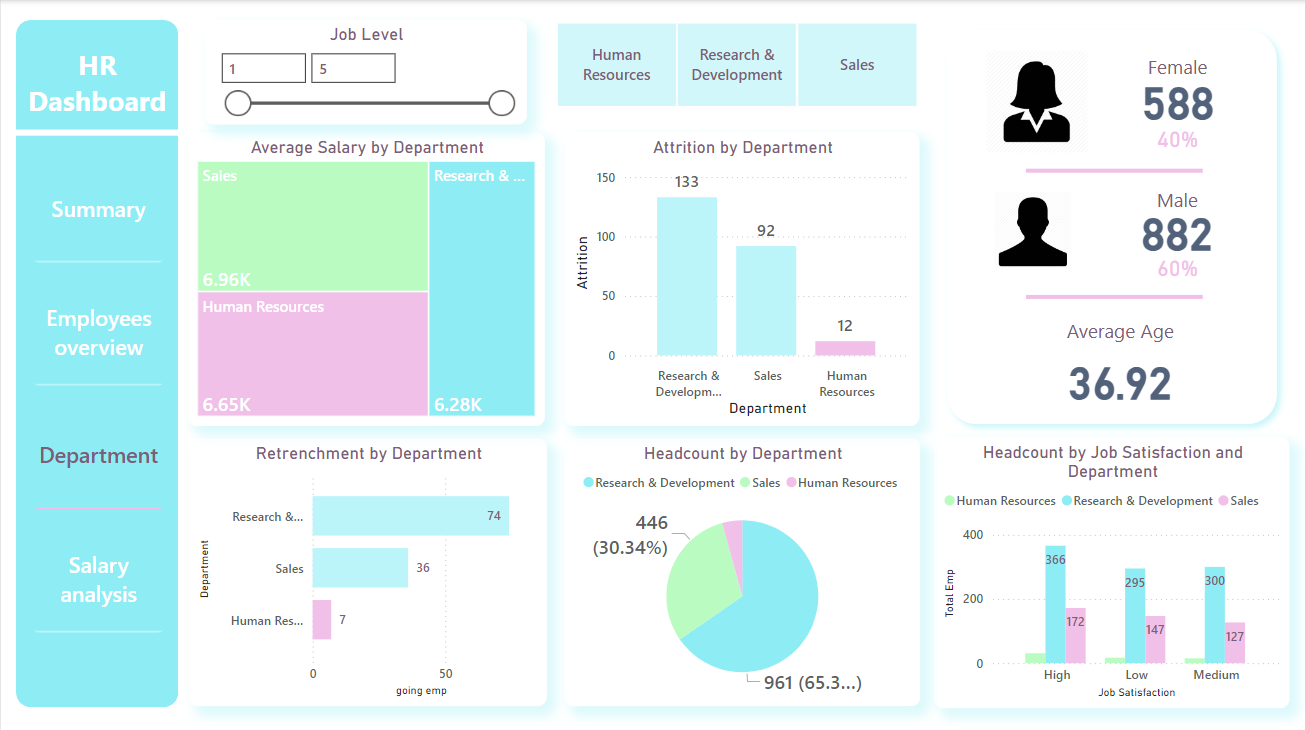 HR
Dashboard
Summary
Employees
overview
Department
Salary
analysis
Job Level
1
5
Human
Resources
Research &
Development
Sales
Female
588
40%
Male
882
60%
Average Age
36.92
Average Salary by Department
Sales
6.96K
Human Resources
6.65K
Research & ...
6.28K
Attrition by Department
Attrition
150
100
50
0
133
92
12
Research &
Developm...
Sales
Human
Resources
Department
Retrenchment by Department
Department
Research &...
74
Sales
36
Human Res...
7
0
50
going emp
Headcount by Department
Research & Development
Sales
Human Resources
446
(30.34%)
961 (65.3...)
Headcount by Job Satisfaction and
Department
Human Resources
Research & Development
Sales
Total Emp
400
200
0
366
172
295
147
300
127
High
Low
Medium
Job Satisfaction